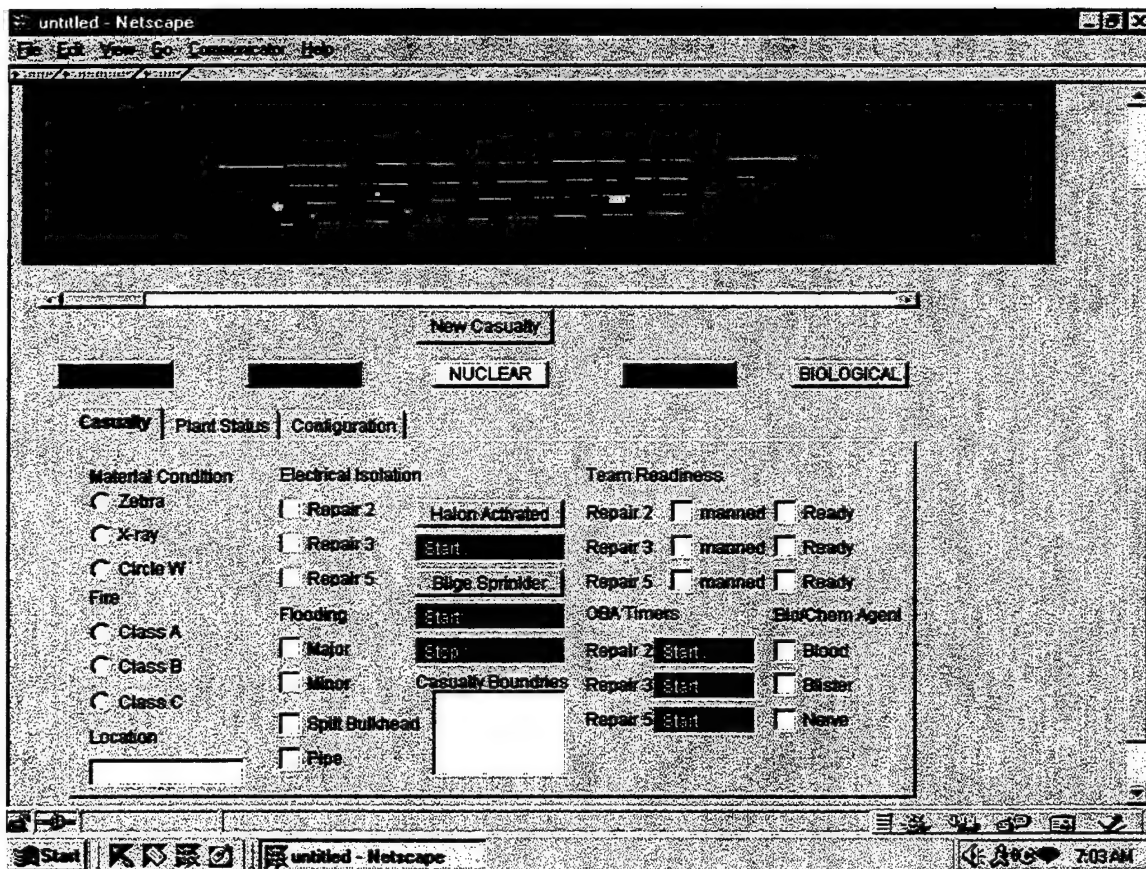 untitled - Netscape
File Edit View Go Communicator Help
New Casualty
NUCLEAR BIOLOGICAL
Casualty Plant Status Configuration
Material Condition
Zebra
X-ray
Circle W
Fire
Class A
Class B
Class C
Location
Electrical Isolation
Repair 2
Repair 3
Repair 5
Flooding
Major
Minor
Split Bulkhead
Pipe
Halon Activated
Start
Bilge Sprinkler
Start
Stop
Casualty Boundries
Team Readiness
Repair 2 manned Ready
Repair 3 manned Ready
Repair 5 manned Ready
OBA Timers
Repair 2 Start
Repair 3 Start
Repair 5 Start
Bio/Chem Agent
Blood
Blister
Nerve
Start untitled - Netscape 7:03 AM